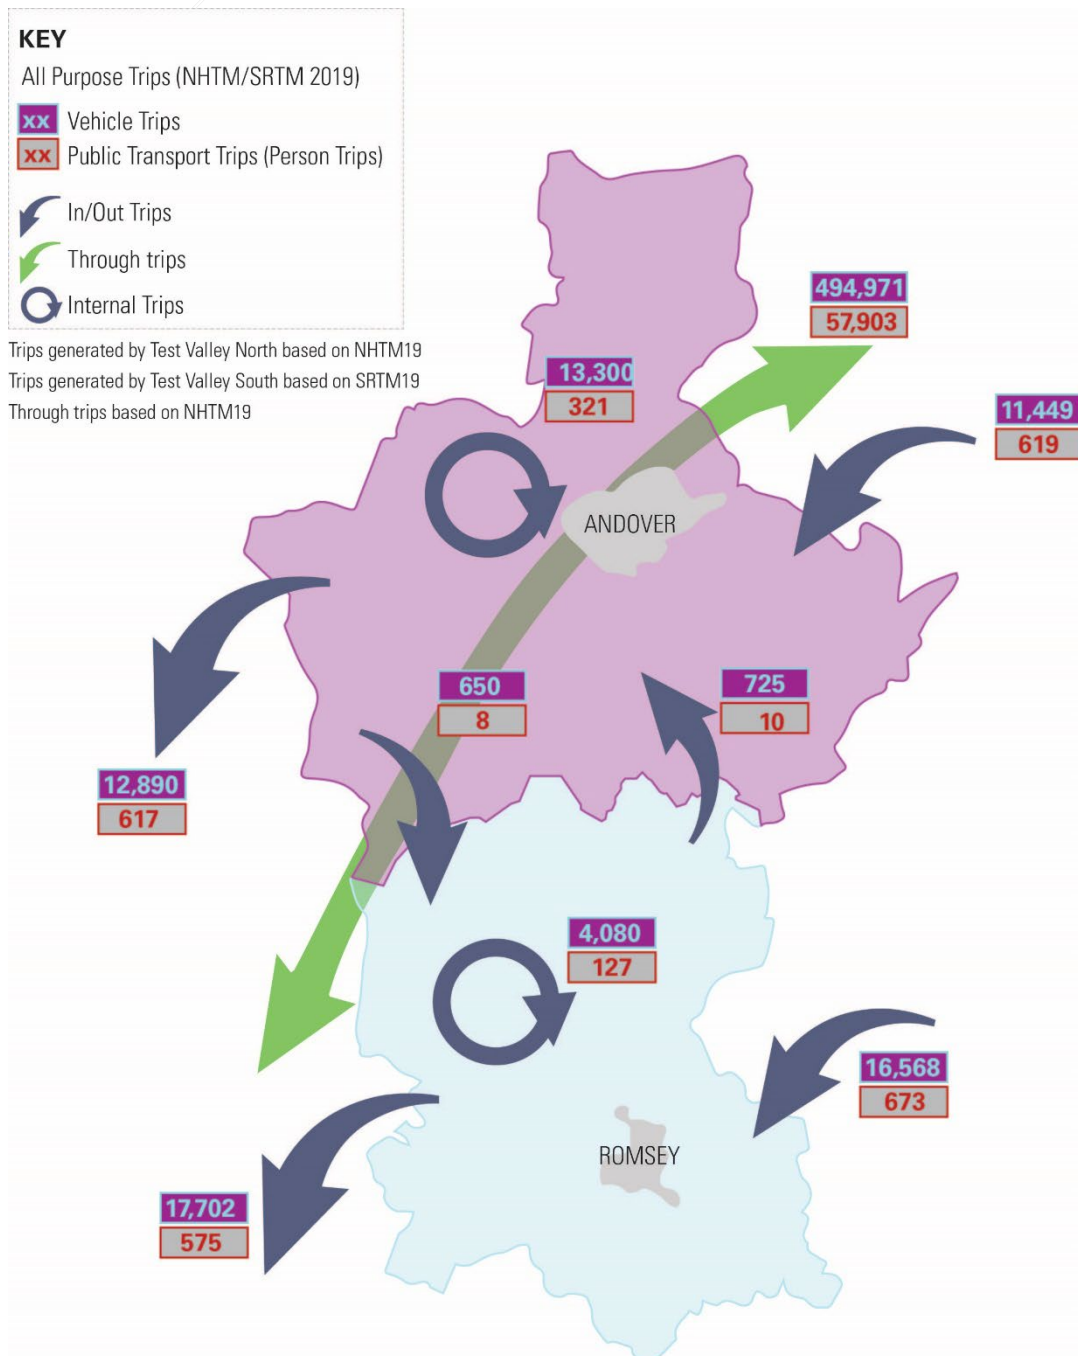 KEY
All Purpose Trips (NHTM/SRTM 2019)
xx Vehicle Trips
xx Public Transport Trips (Person Trips)
In/Out Trips
Through trips
Internal Trips
Trips generated by Test Valley North based on NHTM19
Trips generated by Test Valley South based on SRTM19
Through trips based on NHTM19
494,971
57,903
13,300
321
11,449
619
ANDOVER
650
8
725
10
12,890
617
4,080
127
16,568
673
ROMSEY
17,702
575